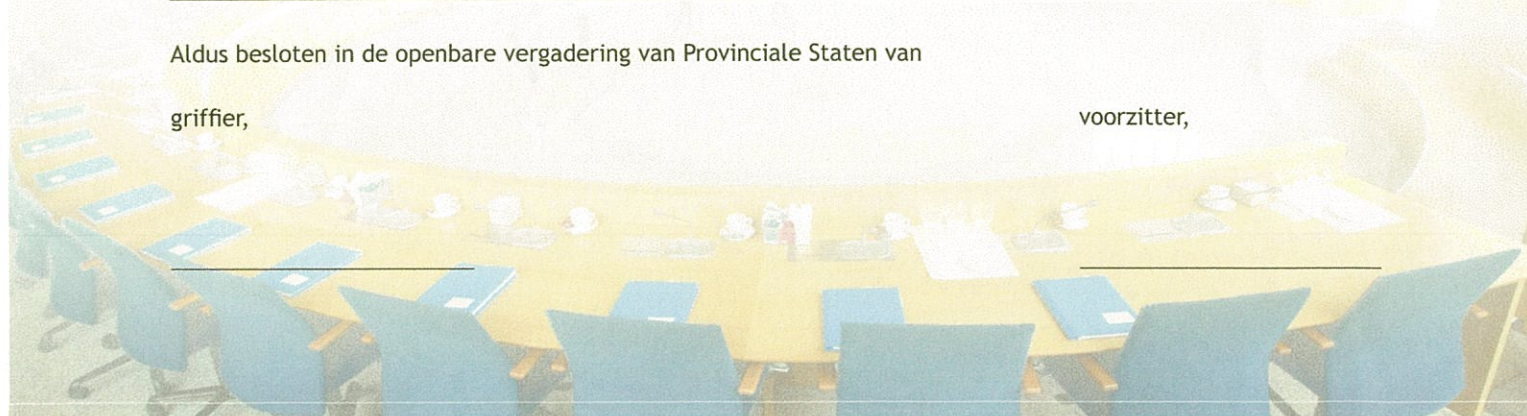 Aldus besloten in de openbare vergadering van Provinciale Staten van
griffier,
voorzitter,